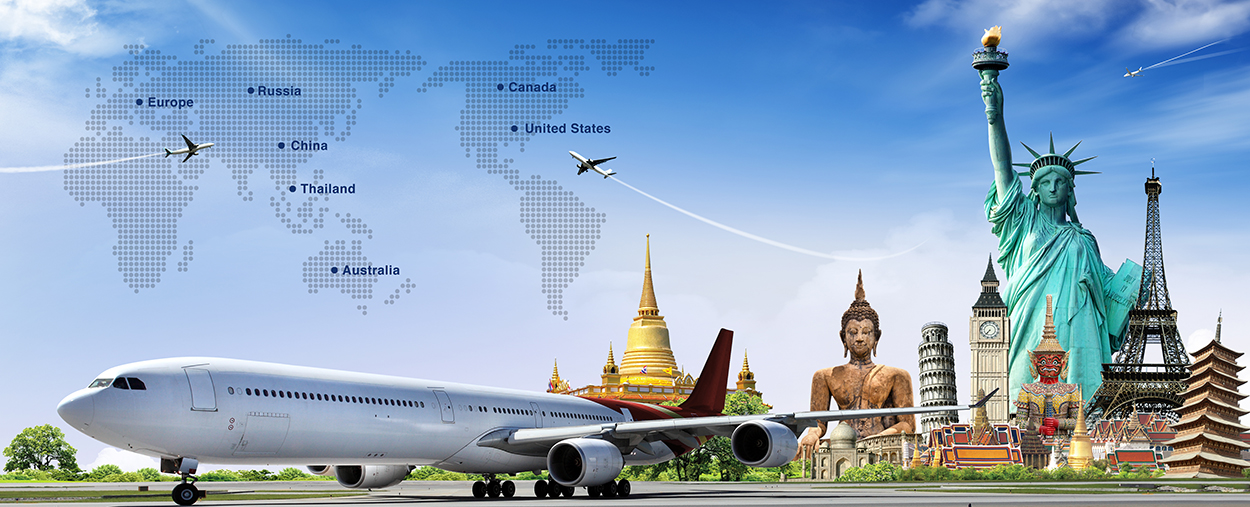 Europe
Russia
Canada
United States
China
Thailand
Australia